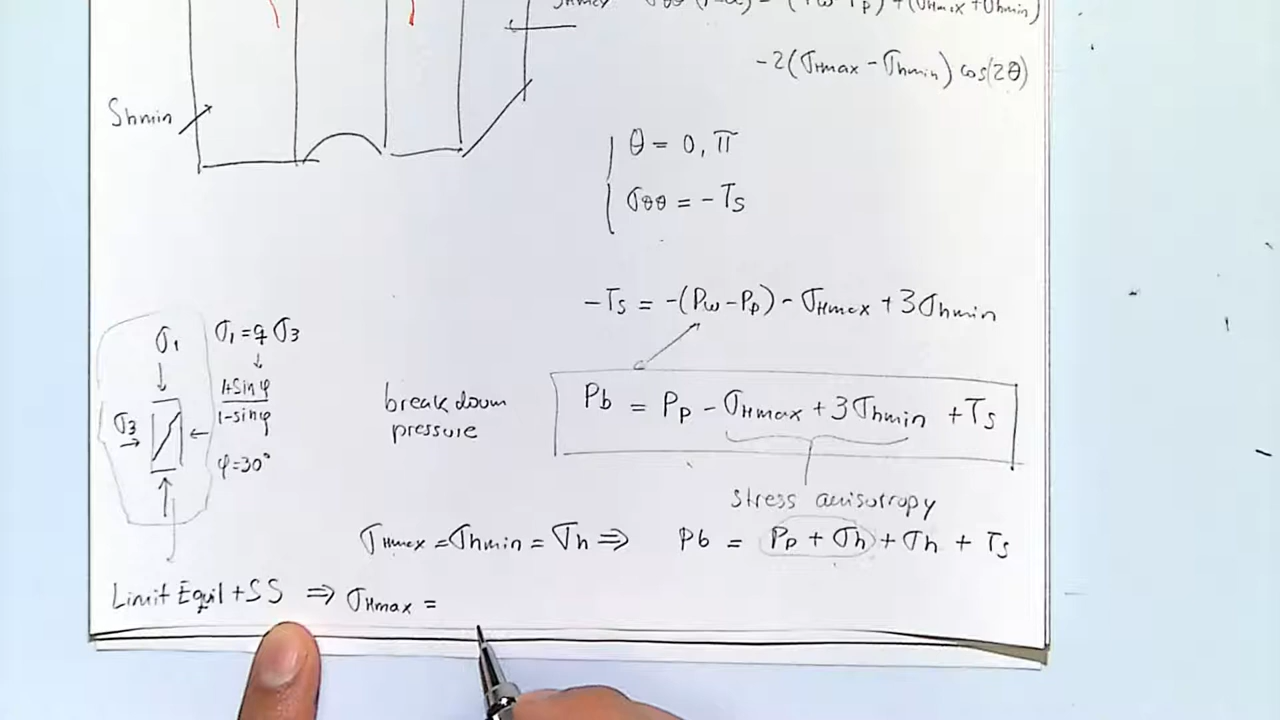 -2(σHmax - σhmin) cos(2θ)
Shmin
θ = 0, π
σθθ = -Ts
-Ts = -(Pw-Pp) - σHmax + 3σhmin
σ1
σ1 = q σ3
1+sinφ
1-sinφ
σ3
φ=30°
breakdown
pressure
Pb = Pp - σHmax + 3σhmin + Ts
stress anisotropy
σHmax = σhmin = σh ⇒ Pb = Pp + σh + σh + Ts
Limit Equil + SS ⇒ σHmax =